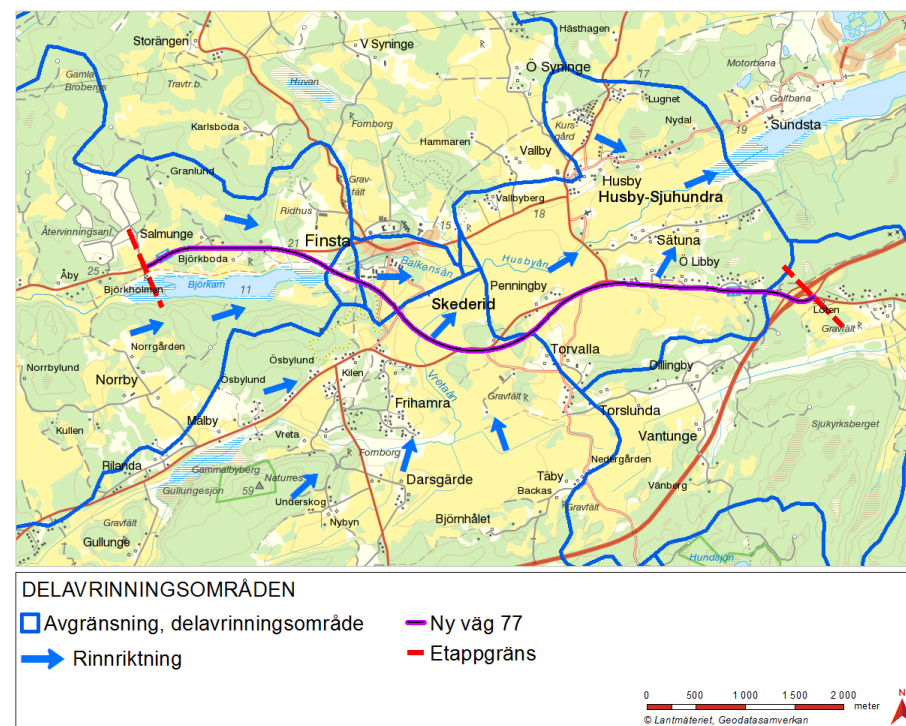 Hästhagen
Storängen
V Syninge
Ö Syninge
Gamla
Brobergs
Travtr.b.
Huvan
17
Motorbana
Lugnet
Golfbana
Karlsboda
Fornborg
Kurs-
gård
Nydal
19
Sundsta
Hammaren
Vallby
Granlund
Grav-
fält
Husby
Husby-Sjuhundra
Vallbyberg
Ridhus
18
Återvinningsanl.
Salmunge
15
21
Finsta
Sätuna
Björkboda
Husbyån
Ö Libby
Åby
25
Balkensån
Penningby
Björkholmen
Björkarn
11
Skederid
Löten
Gravfält
Norrgården
Torvalla
Ösbylund
Dillingby
Norrbylund
Norrby
Ösbylund
Kilen
Vretaån
Gravfält
Frihamra
Torslunda
Sjukyrksberget
Kullen
Malby
Vreta
Vantunge
Fornborg
Nedergården
Rilanda
Gammalbyberg
Naturres.
Darsgärde
Täby
Vänberg
Gullungesjön
59
Backas
Underskog
Gravfält
Gravfält
Nybyn
Björnhålet
Gullunge
Hundsjön
DELAVRINNINGSOMRÅDEN
Avgränsning, delavrinningsområde
Ny väg 77
Rinnriktning
Etappgräns
N
0 500 1 000 1 500 2 000
meter
© Lantmäteriet, Geodatasamverkan